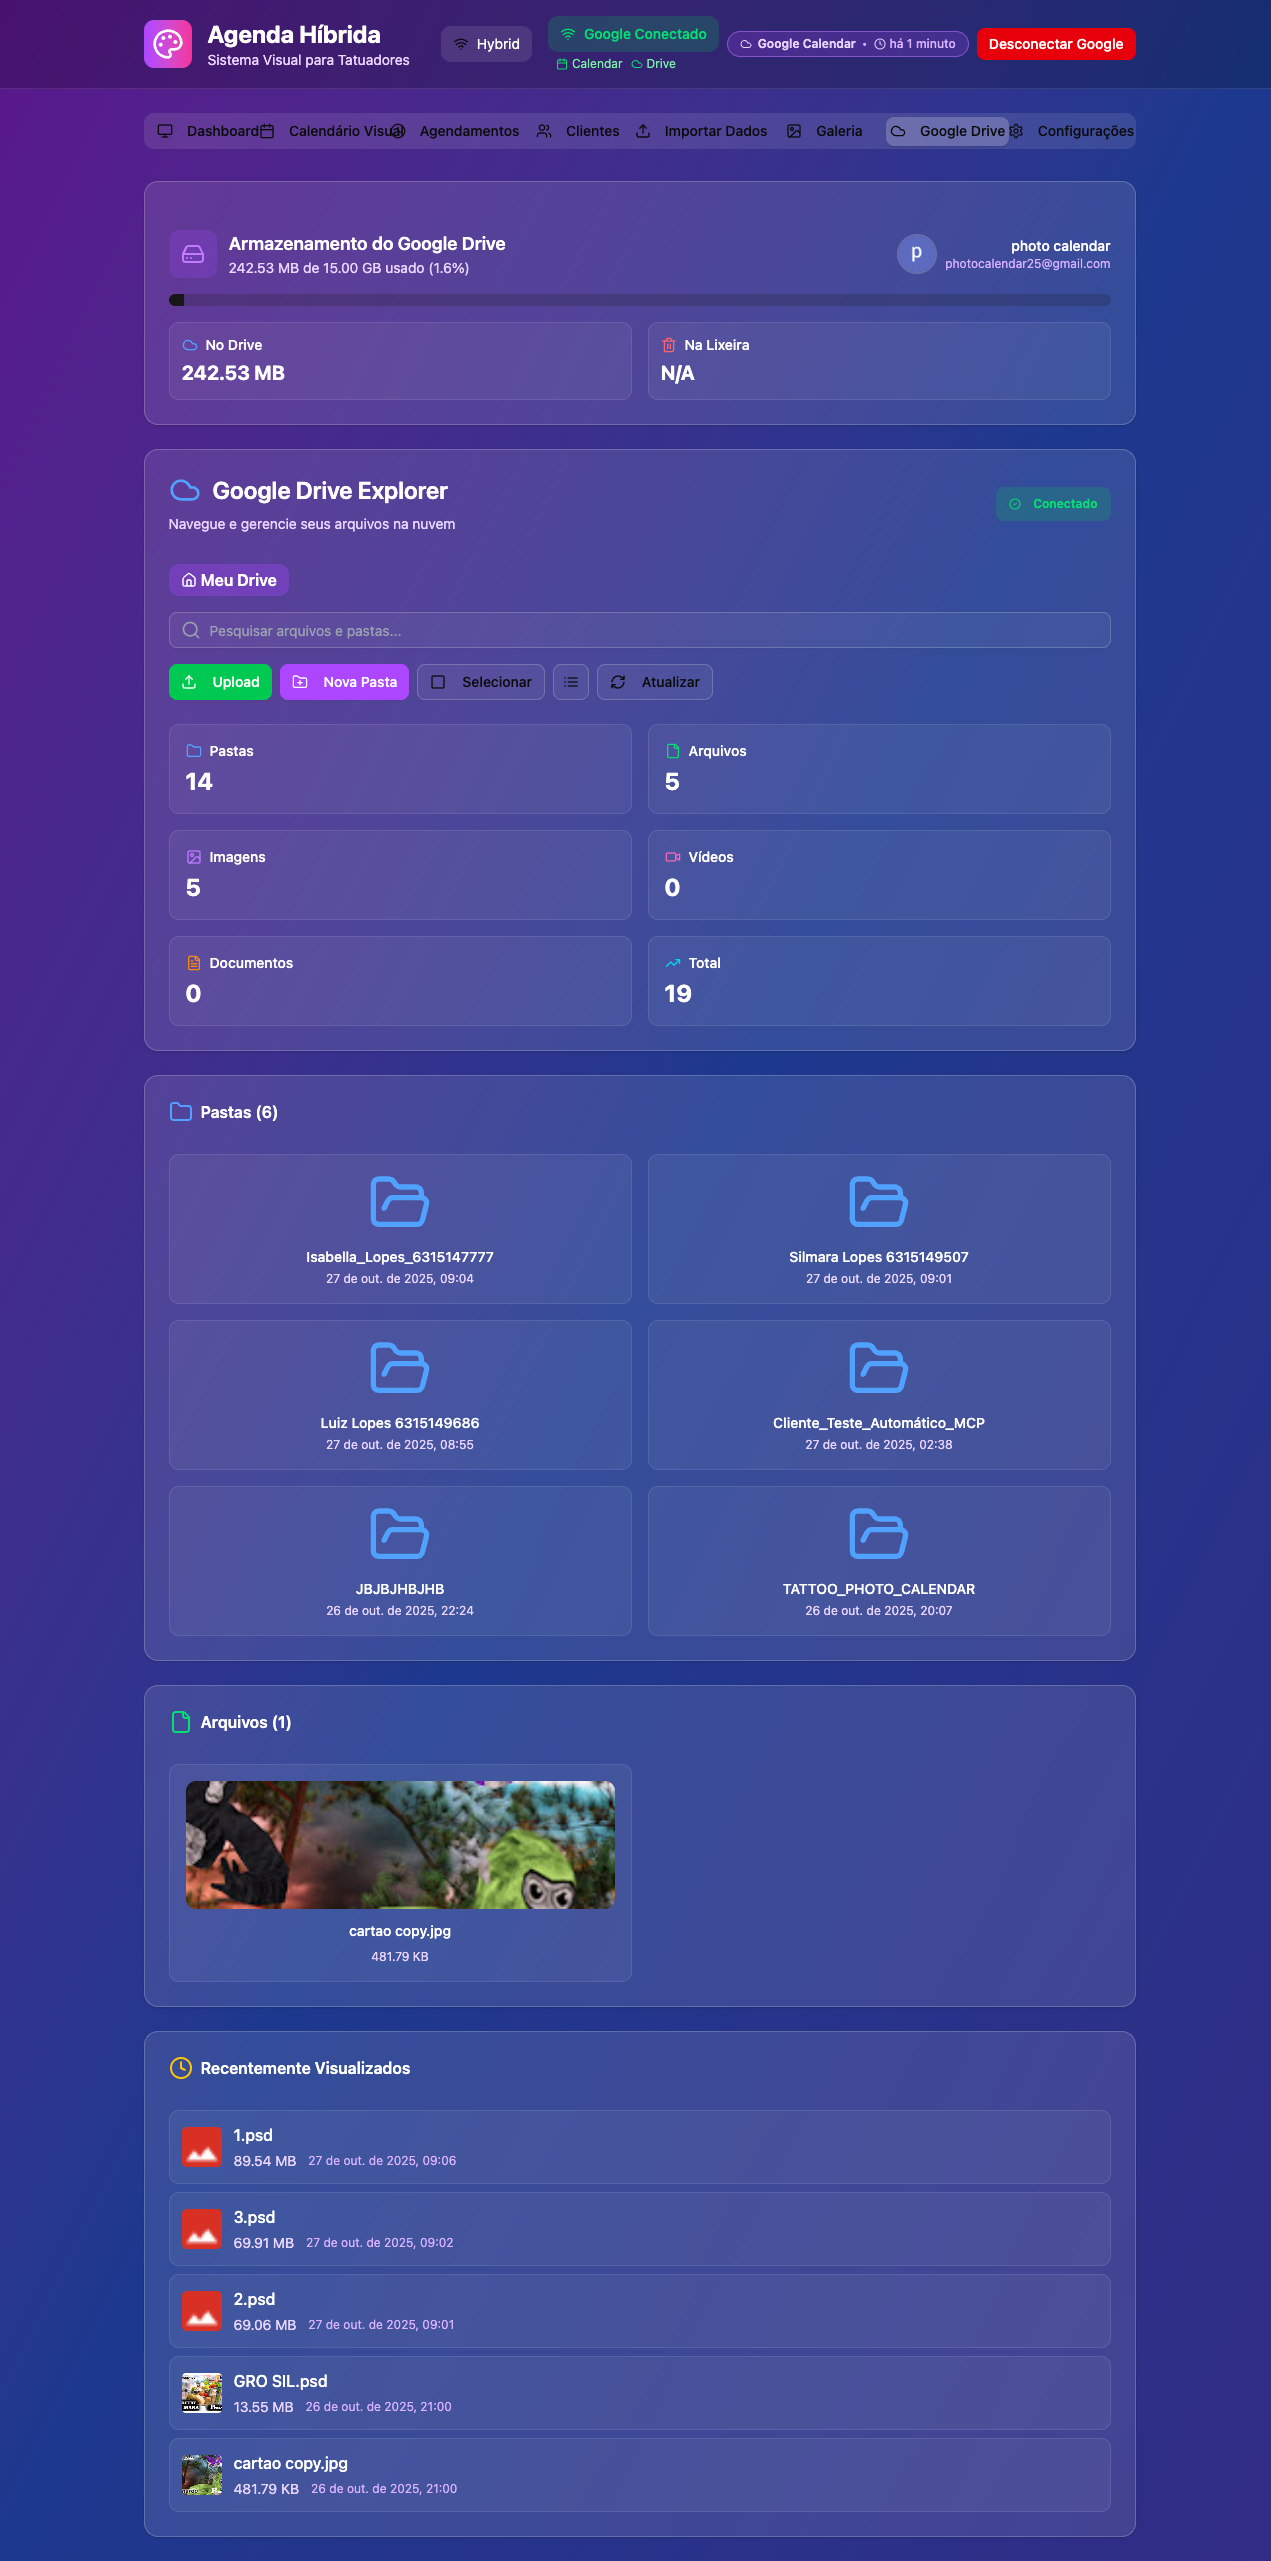 Agenda Híbrida
Sistema Visual para Tatuadores
Hybrid
Google Conectado
Calendar Drive
Google Calendar • há 1 minuto
Desconectar Google
Dashboard Calendário Visual Agendamentos Clientes Importar Dados Galeria Google Drive Configurações
Armazenamento do Google Drive
242.53 MB de 15.00 GB usado (1.6%)
p
photo calendar
photocalendar25@gmail.com
No Drive
242.53 MB
Na Lixeira
N/A
Google Drive Explorer
Navegue e gerencie seus arquivos na nuvem
Conectado
Meu Drive
Pesquisar arquivos e pastas...
Upload Nova Pasta Selecionar Atualizar
Pastas
14
Arquivos
5
Imagens
5
Vídeos
0
Documentos
0
Total
19
Pastas (6)
Isabella_Lopes_6315147777
27 de out. de 2025, 09:04
Silmara Lopes 6315149507
27 de out. de 2025, 09:01
Luiz Lopes 6315149686
27 de out. de 2025, 08:55
Cliente_Teste_Automático_MCP
27 de out. de 2025, 02:38
JBJBJHBJHB
26 de out. de 2025, 22:24
TATTOO_PHOTO_CALENDAR
26 de out. de 2025, 20:07
Arquivos (1)
cartao copy.jpg
481.79 KB
Recentemente Visualizados
1.psd
89.54 MB 27 de out. de 2025, 09:06
3.psd
69.91 MB 27 de out. de 2025, 09:02
2.psd
69.06 MB 27 de out. de 2025, 09:01
GRO SIL.psd
13.55 MB 26 de out. de 2025, 21:00
cartao copy.jpg
481.79 KB 26 de out. de 2025, 21:00